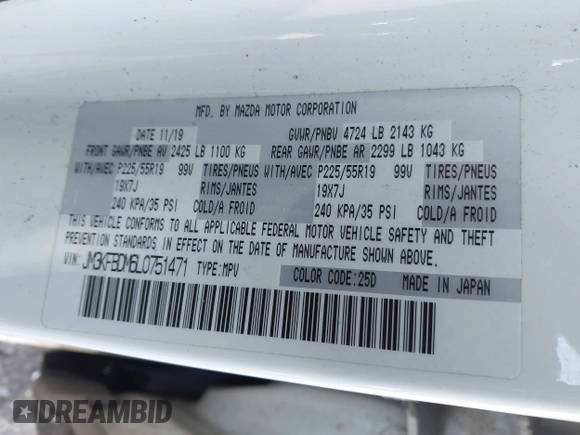 MFD. BY MAZDA MOTOR CORPORATION
DATE 11/19 GVWR/PNBV 4724 LB 2143 KG
FRONT GAWR/PNBE AV 2425 LB 1100 KG REAR GAWR/PNBE AR 2299 LB 1043 KG
WITH/AVEC P225/55R19 99V TIRES/PNEUS WITH/AVEC P225/55R19 99V TIRES/PNEUS
19X7J RIMS/JANTES 19X7J RIMS/JANTES
240 KPA/35 PSI COLD/A FROID 240 KPA/35 PSI COLD/A FROID
THIS VEHICLE CONFORMS TO ALL APPLICABLE FEDERAL MOTOR VEHICLE SAFETY AND THEFT
PREVENTION STANDARDS IN EFFECT ON THE DATE OF MANUFACTURE SHOWN ABOVE.
VIN: JM3KFBDM6L0751471 TYPE:MPV COLOR CODE:25D MADE IN JAPAN
DREAMBID